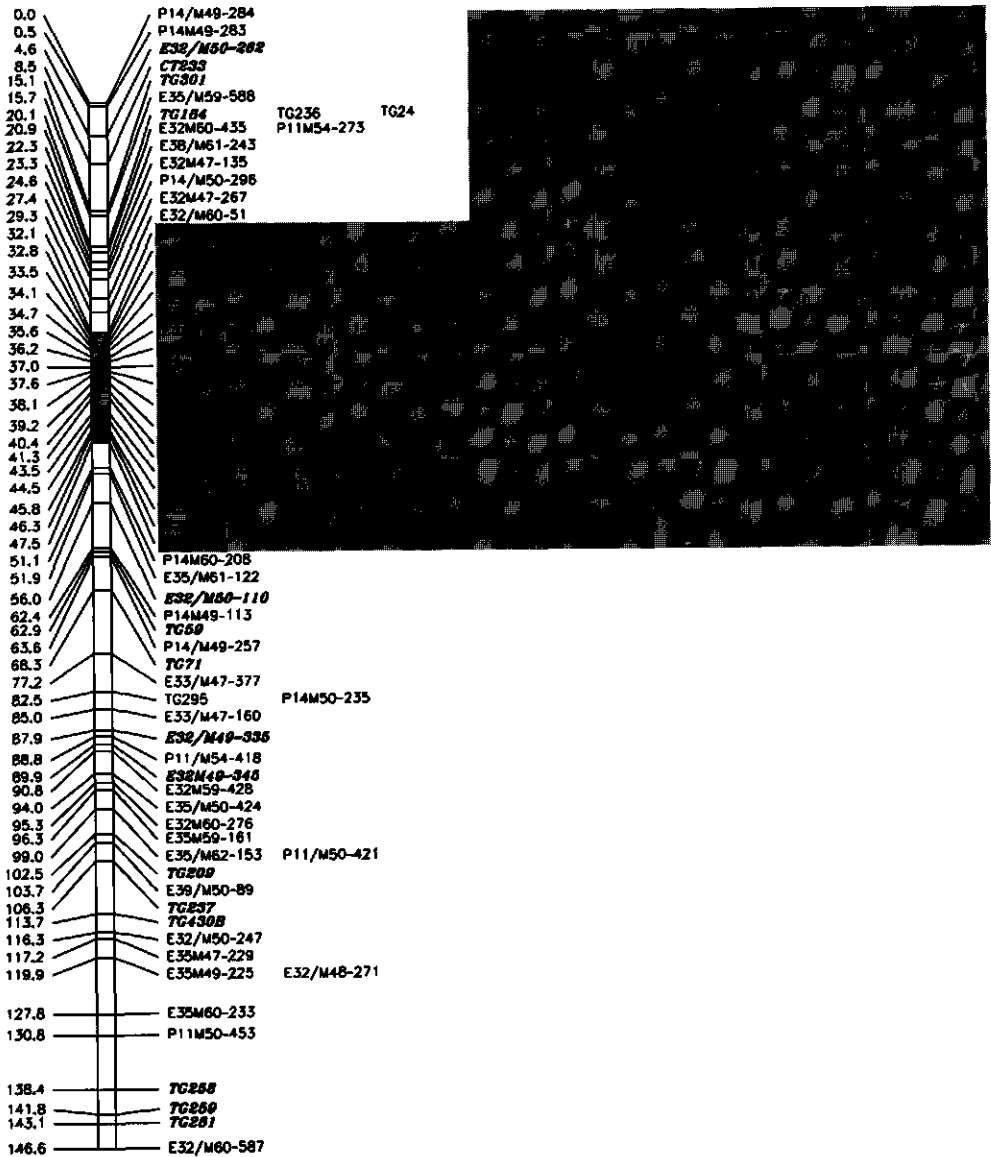 0.0 P14/M49-284
0.5 P14M49-283
4.6 E32/M50-262
8.5 CT233
15.1 TG301
15.7 E35/M59-588
20.1 TG184 TG236 TG24
20.9 E32M60-435 P11M54-273
22.3 E38/M61-243
23.3 E32M47-135
24.6 P14/M50-296
27.4 E32M47-267
29.3 E32/M60-51
32.1
32.8
33.5
34.1
34.7
35.6
36.2
37.0
37.6
38.1
39.2
40.4
41.3
43.5
44.5
45.8
46.3
47.5
51.1 P14M60-208
51.9 E35/M61-122
56.0 E32/M50-110
62.4 P14M49-113
62.9 TG59
63.6 P14/M49-257
68.3 TG71
77.2 E33/M47-377
82.5 TG295 P14M50-235
85.0 E33/M47-160
87.9 E32/M49-335
88.8 P11/M54-418
89.9 E32M49-345
90.8 E32M59-428
94.0 E35/M50-424
95.3 E32M60-276
96.3 E35M59-161
99.0 E35/M62-153 P11/M50-421
102.5 TG209
103.7 E39/M50-89
106.3 TG237
113.7 TG430B
116.3 E32/M50-247
117.2 E35M47-229
119.9 E35M49-225 E32/M48-271
127.8 E35M60-233
130.8 P11M50-453
138.4 TG258
141.8 TG259
143.1 TG251
146.6 E32/M60-587